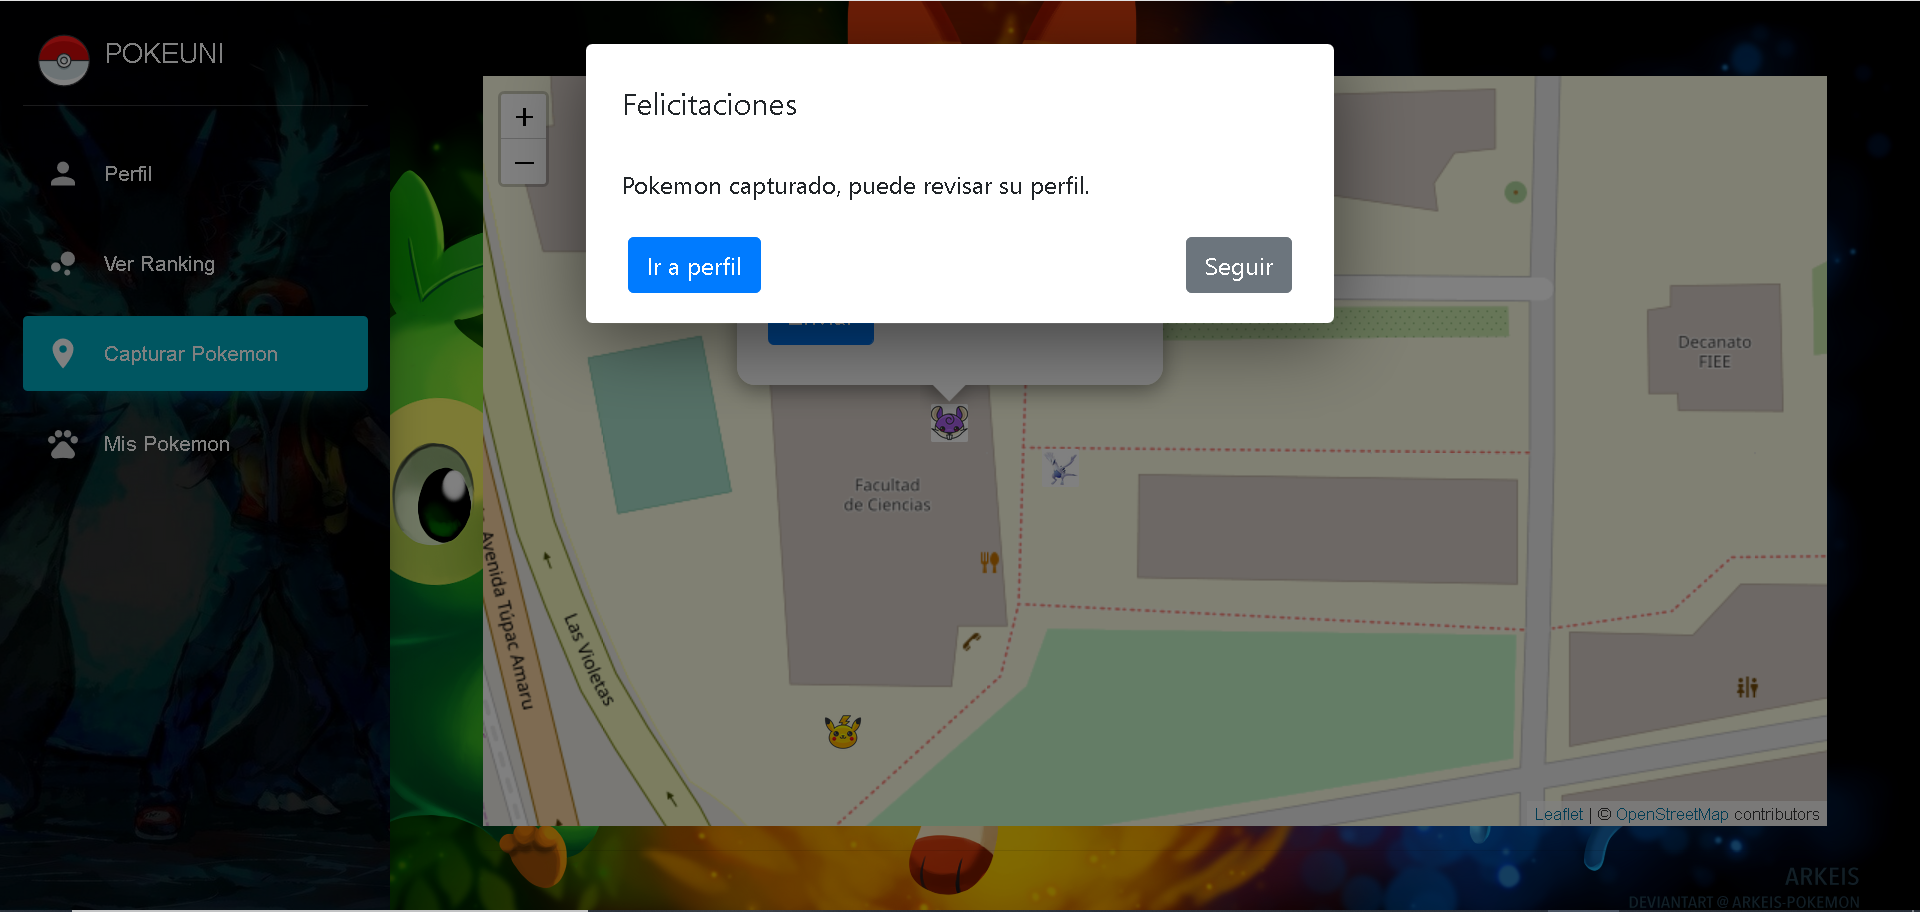 POKEUNI
Perfil
Ver Ranking
Capturar Pokemon
Mis Pokemon
+
−
Felicitaciones
Pokemon capturado, puede revisar su perfil.
Ir a perfil
Seguir
Decanato
FIEE
Facultad
de Ciencias
Avenida Túpac Amaru
Las Violetas
Leaflet | © OpenStreetMap contributors
ARKEIS
DEVIANTART @ ARKEIS-POKEMON